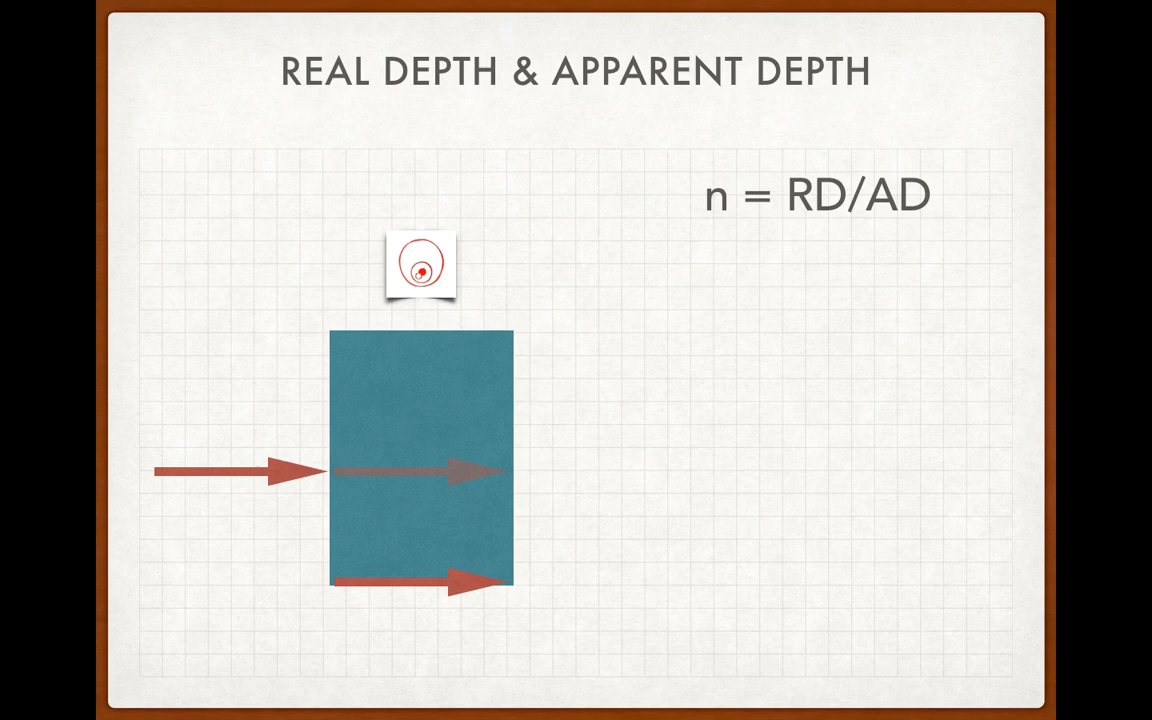 REAL DEPTH & APPARENT DEPTH
n = RD/AD